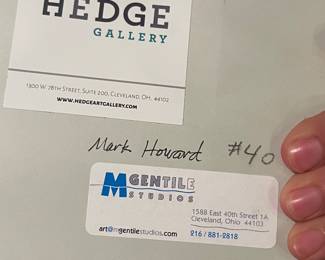 HEDGE
GALLERY
1300 W. 78TH STREET, SUITE 200, CLEVELAND, OH, 44102
WWW.HEDGEARTGALLERY.COM
Mark Howard #40
M GENTILE
STUDIOS
1588 East 40th Street 1A
Cleveland, Ohio 44103
art@mgentilestudios.com
216 / 881-2818